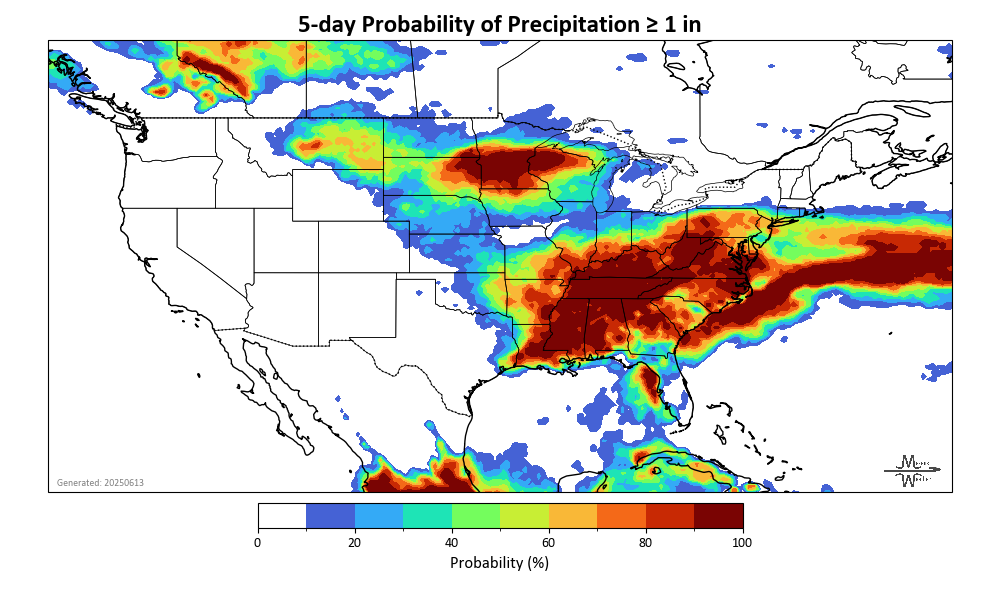 5-day Probability of Precipitation ≥ 1 in
Generated: 20250613
0 20 40 60 80 100
Probability (%)